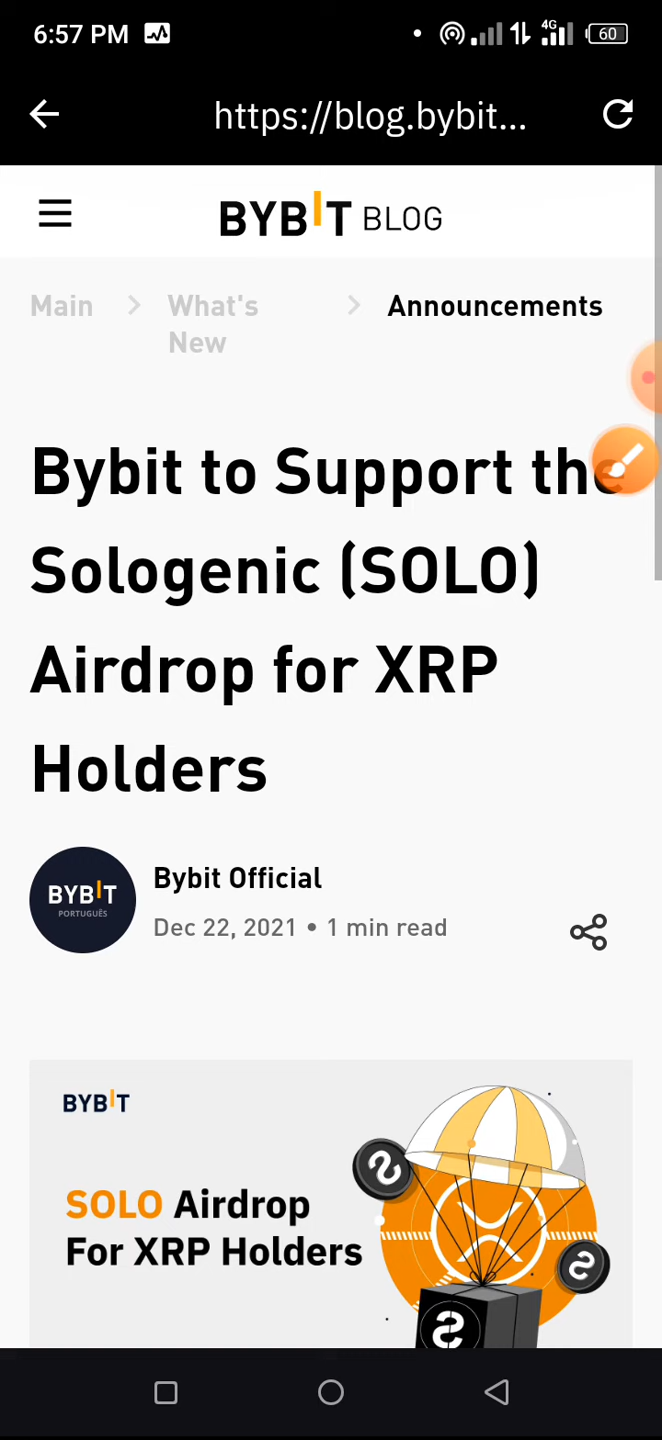 6:57 PM 4G 60
https://blog.bybit...
BYBIT BLOG
Main What's Announcements
New
Bybit to Support the
Sologenic (SOLO)
Airdrop for XRP
Holders
BYBIT
PORTUGUÊS
Bybit Official
Dec 22, 2021 • 1 min read
BYBIT
SOLO Airdrop
For XRP Holders